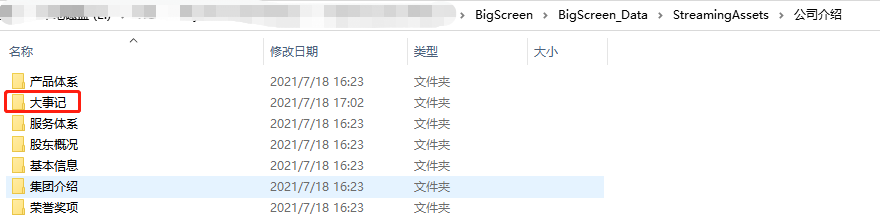 BigScreen > BigScreen_Data > StreamingAssets > 公司介绍
名称 修改日期 类型 大小
产品体系 2021/7/18 16:23 文件夹
大事记 2021/7/18 17:02 文件夹
服务体系 2021/7/18 16:23 文件夹
股东概况 2021/7/18 16:23 文件夹
基本信息 2021/7/18 16:23 文件夹
集团介绍 2021/7/18 16:23 文件夹
荣誉奖项 2021/7/18 16:23 文件夹